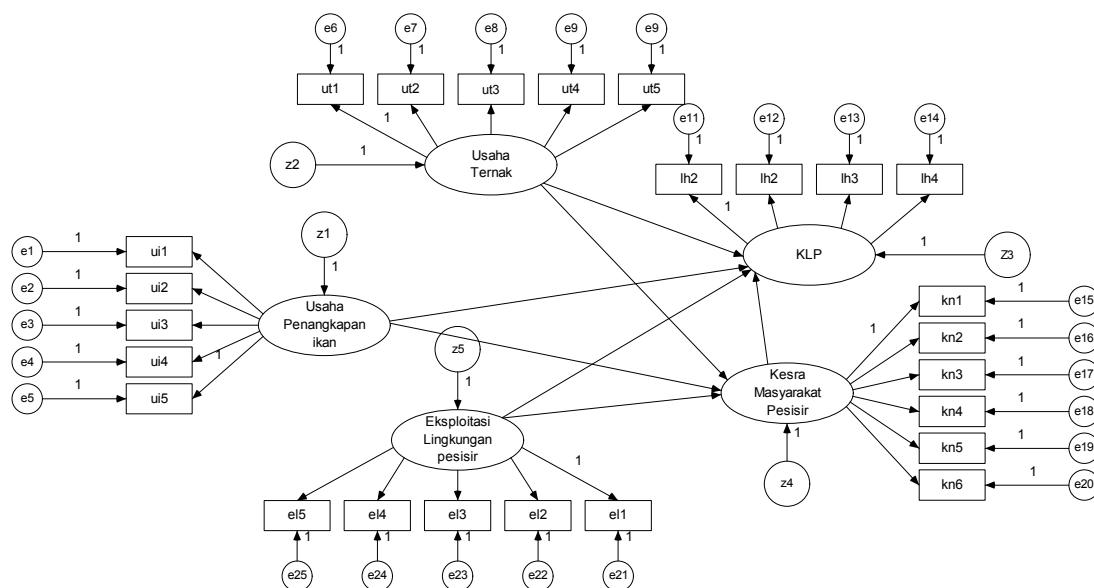 e6
e7
e8
e9
e9
1
1
1
1
1
ut1
ut2
ut3
ut4
ut5
1
z2
1
Usaha
Ternak
e11
e12
e13
e14
1
1
1
1
lh2
lh2
lh3
lh4
1
KLP
1
Z3
z1
1
e1
1
ui1
e2
1
ui2
e3
1
ui3
e4
1
ui4
e5
1
ui5
1
Usaha
Penangkapan
ikan
z5
1
Eksploitasi
Lingkungan
pesisir
1
Kesra
Masyarakat
Pesisir
1
z4
1
kn1
1
e15
kn2
1
e16
kn3
1
e17
kn4
1
e18
kn5
1
e19
kn6
1
e20
el5
el4
el3
el2
el1
1
1
1
1
1
e25
e24
e23
e22
e21